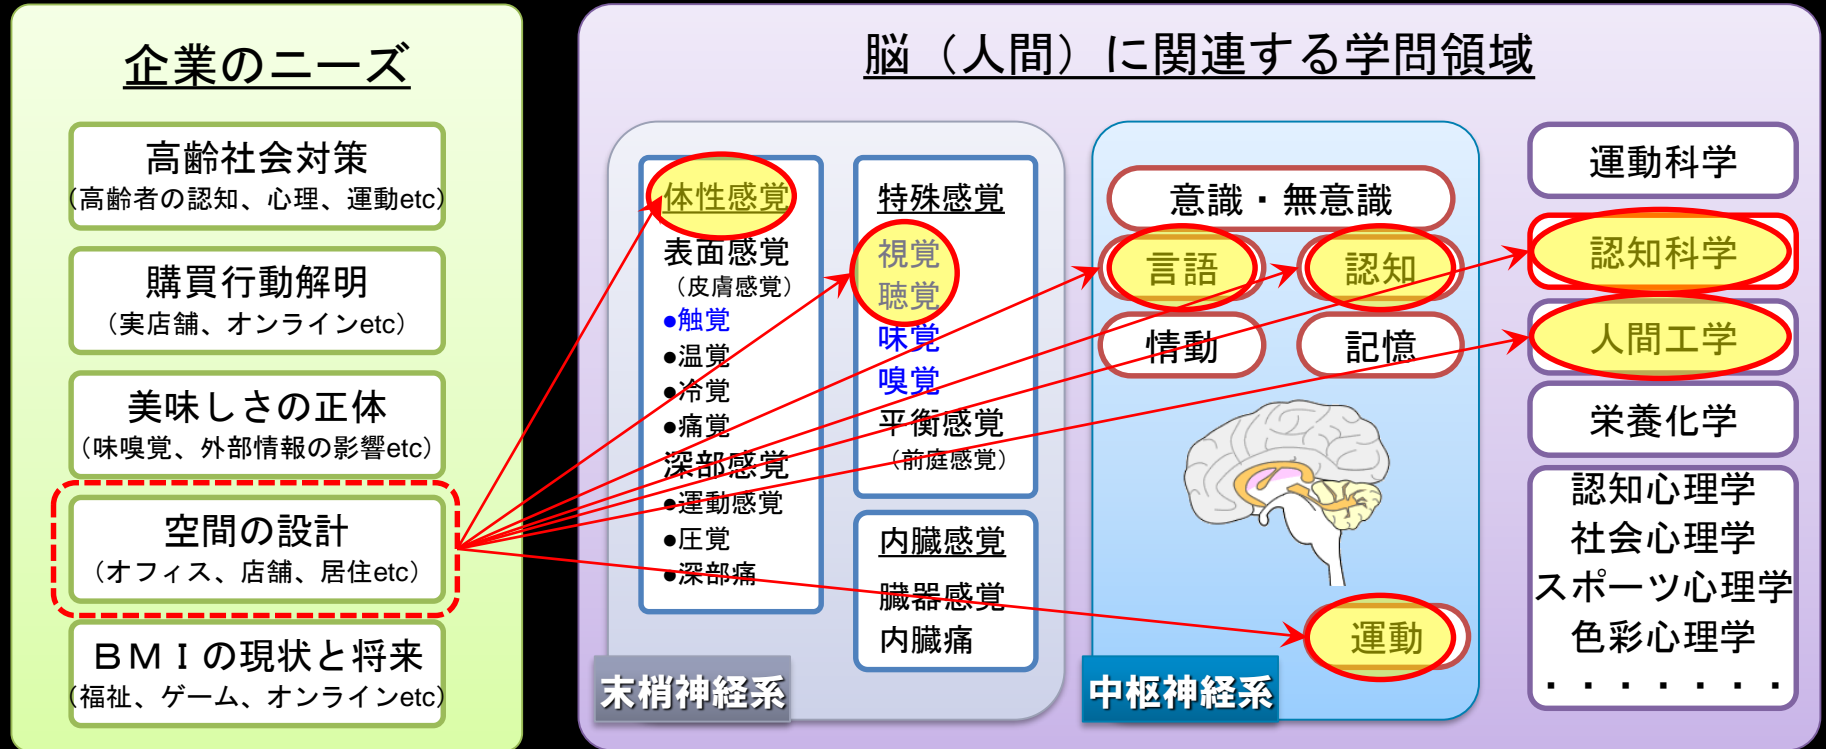 企業のニーズ
高齢社会対策
（高齢者の認知、心理、運動etc）
購買行動解明
（実店舗、オンラインetc）
美味しさの正体
（味嗅覚、外部情報の影響etc）
空間の設計
（オフィス、店舗、居住etc）
ＢＭＩの現状と将来
（福祉、ゲーム、オンラインetc）
脳（人間）に関連する学問領域
体性感覚
表面感覚
（皮膚感覚）
●触覚
●温覚
●冷覚
●痛覚
深部感覚
●運動感覚
●圧覚
●深部痛
特殊感覚
視覚
聴覚
味覚
嗅覚
平衡感覚
（前庭感覚）
内臓感覚
臓器感覚
内臓痛
末梢神経系
意識・無意識
言語
認知
情動
記憶
運動
中枢神経系
運動科学
認知科学
人間工学
栄養化学
認知心理学
社会心理学
スポーツ心理学
色彩心理学
・・・・・・・